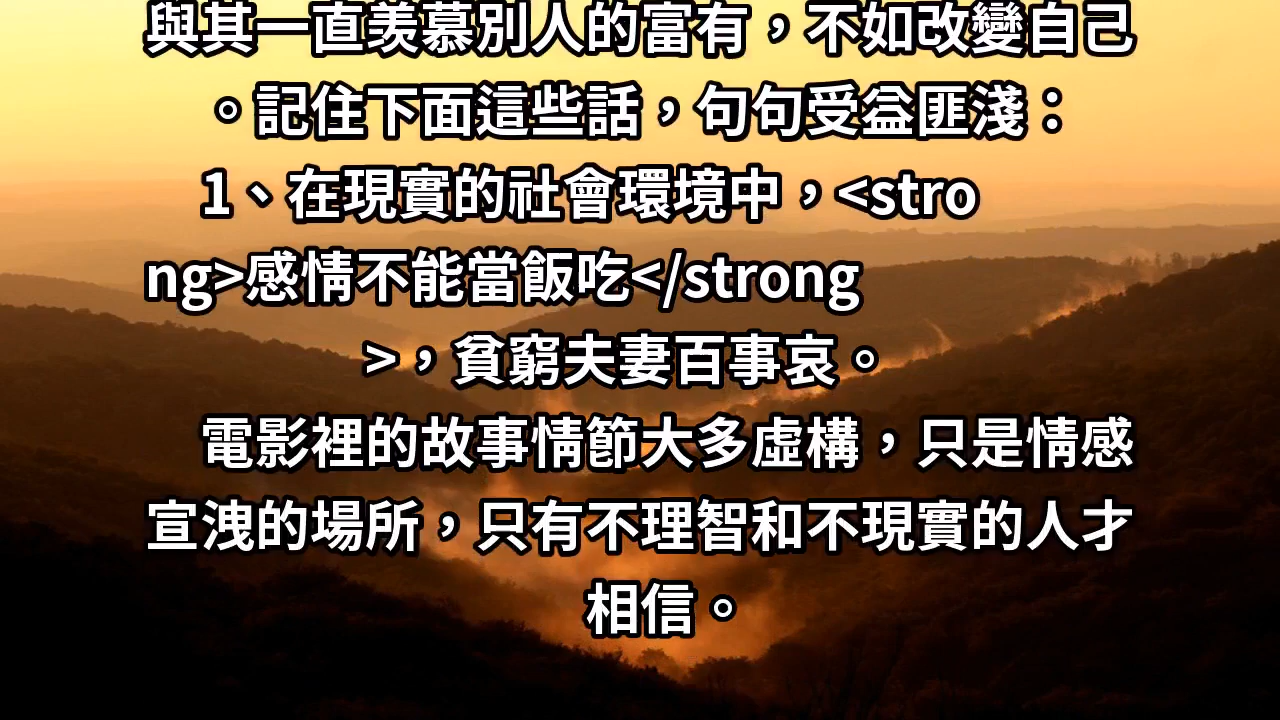 與其一直羡慕別人的富有，不如改變自己
。記住下面這些話，句句受益匪淺：
1、在現實的社會環境中，<stro
ng>感情不能當飯吃</strong
>，貧窮夫妻百事哀。
電影裡的故事情節大多虛構，只是情感
宣洩的場所，只有不理智和不現實的人才
相信。